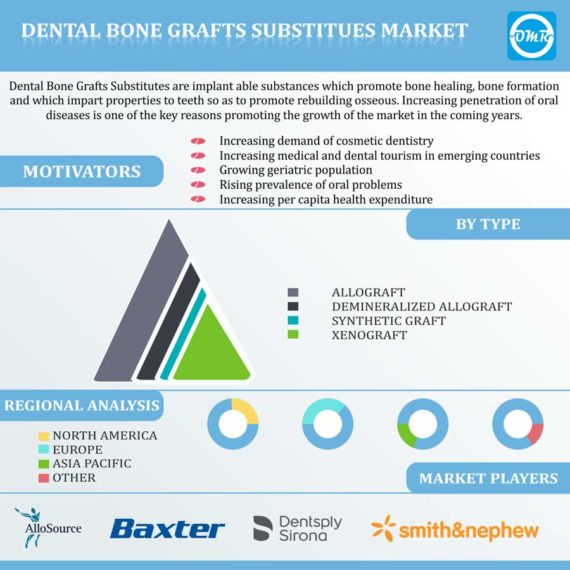 DENTAL BONE GRAFTS SUBSTITUES MARKET
OMR
Dental Bone Grafts Substitutes are implant able substances which promote bone healing, bone formation
and which impart properties to teeth so as to promote rebuilding osseous. Increasing penetration of oral
diseases is one of the key reasons promoting the growth of the market in the coming years.
MOTIVATORS
Increasing demand of cosmetic dentistry
Increasing medical and dental tourism in emerging countries
Growing geriatric population
Rising prevalence of oral problems
Increasing per capita health expenditure
BY TYPE
ALLOGRAFT
DEMINERALIZED ALLOGRAFT
SYNTHETIC GRAFT
XENOGRAFT
REGIONAL ANALYSIS
NORTH AMERICA
EUROPE
ASIA PACIFIC
OTHER
MARKET PLAYERS
AlloSource
Baxter
Dentsply
Sirona
smith&nephew